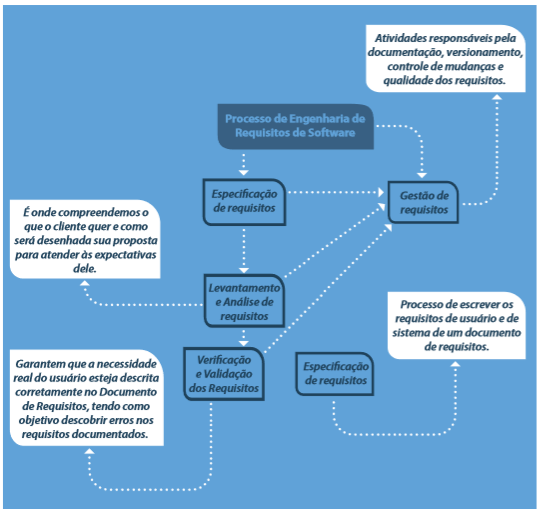 Atividades responsáveis pela
documentação, versionamento,
controle de mudanças e
qualidade dos requisitos.
Processo de Engenharia de
Requisitos de Software
Especificação
de requisitos
Gestão de
requisitos
É onde compreendemos o
que o cliente quer e como
será desenhada sua proposta
para atender às expectativas
dele.
Levantamento
e Análise de
requisitos
Processo de escrever os
requisitos de usuário e de
sistema de um documento
de requisitos.
Verificação
e Validação
dos Requisitos
Especificação
de requisitos
Garantem que a necessidade
real do usuário esteja descrita
corretamente no Documento
de Requisitos, tendo como
objetivo descobrir erros nos
requisitos documentados.